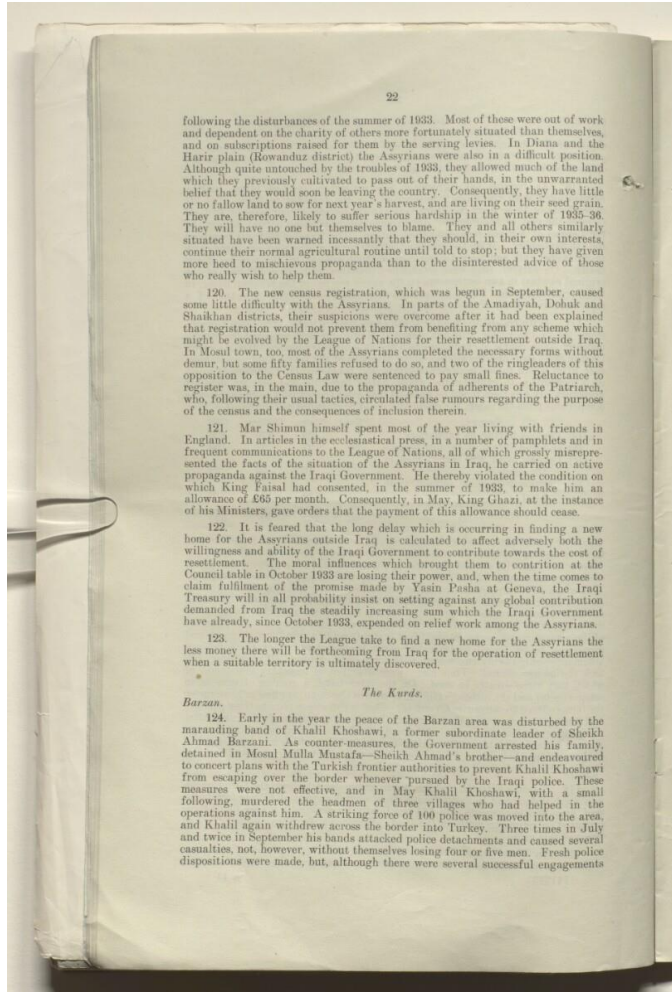 22
following the disturbances of the summer of 1933. Most of these were out of work
and dependent on the charity of others more fortunately situated than themselves,
and on subscriptions raised for them by the serving levies. In Diana and the
Harir plain (Rowanduz district) the Assyrians were also in a difficult position.
Although quite untouched by the troubles of 1933, they allowed much of the land
which they previously cultivated to pass out of their hands, in the unwarranted
belief that they would soon be leaving the country. Consequently, they have little
or no fallow land to sow for next year's harvest, and are living on their seed grain.
They are, therefore, likely to suffer serious hardship in the winter of 1935–36.
They will have no one but themselves to blame. They and all others similarly
situated have been warned incessantly that they should, in their own interests,
continue their normal agricultural routine until told to stop; but they have given
more heed to mischievous propaganda than to the disinterested advice of those
who really wish to help them.
120. The new census registration, which was begun in September, caused
some little difficulty with the Assyrians. In parts of the Amadiyah, Dohuk and
Shaikhan districts, their suspicions were overcome after it had been explained
that registration would not prevent them from benefiting from any scheme which
might be evolved by the League of Nations for their resettlement outside Iraq.
In Mosul town, too, most of the Assyrians completed the necessary forms without
demur, but some fifty families refused to do so, and two of the ringleaders of this
opposition to the Census Law were sentenced to pay small fines. Reluctance to
register was, in the main, due to the propaganda of adherents of the Patriarch,
who, following their usual tactics, circulated false rumours regarding the purpose
of the census and the consequences of inclusion therein.
121. Mar Shimun himself spent most of the year living with friends in
England. In articles in the ecclesiastical press, in a number of pamphlets and in
frequent communications to the League of Nations, all of which grossly misrepre-
sented the facts of the situation of the Assyrians in Iraq, he carried on active
propaganda against the Iraqi Government. He thereby violated the condition on
which King Faisal had consented, in the summer of 1933, to make him an
allowance of £65 per month. Consequently, in May, King Ghazi, at the instance
of his Ministers, gave orders that the payment of this allowance should cease.
122. It is feared that the long delay which is occurring in finding a new
home for the Assyrians outside Iraq is calculated to affect adversely both the
willingness and ability of the Iraqi Government to contribute towards the cost of
resettlement. The moral influences which brought them to contrition at the
Council table in October 1933 are losing their power, and, when the time comes to
claim fulfilment of the promise made by Yasin Pasha at Geneva, the Iraqi
Treasury will in all probability insist on setting against any global contribution
demanded from Iraq the steadily increasing sum which the Iraqi Government
have already, since October 1933, expended on relief work among the Assyrians.
123. The longer the League take to find a new home for the Assyrians the
less money there will be forthcoming from Iraq for the operation of resettlement
when a suitable territory is ultimately discovered.
The Kurds.
Barzan.
124. Early in the year the peace of the Barzan area was disturbed by the
marauding band of Khalil Khoshawi, a former subordinate leader of Sheikh
Ahmad Barzani. As counter-measures, the Government arrested his family,
detained in Mosul Mulla Mustafa—Sheikh Ahmad's brother—and endeavoured
to concert plans with the Turkish frontier authorities to prevent Khalil Khoshawi
from escaping over the border whenever pursued by the Iraqi police. These
measures were not effective, and in May Khalil Khoshawi, with a small
following, murdered the headmen of three villages who had helped in the
operations against him. A striking force of 100 police was moved into the area,
and Khalil again withdrew across the border into Turkey. Three times in July
and twice in September his bands attacked police detachments and caused several
casualties, not, however, without themselves losing four or five men. Fresh police
dispositions were made, but, although there were several successful engagements